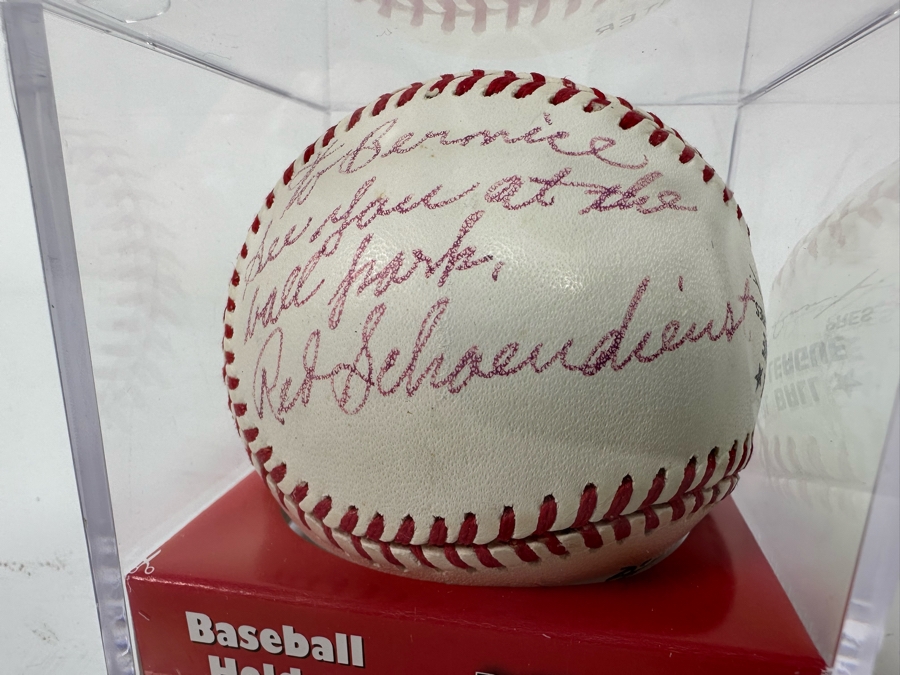 To Bernice
See You at the
ball park,
Red Schoendienst
Baseball